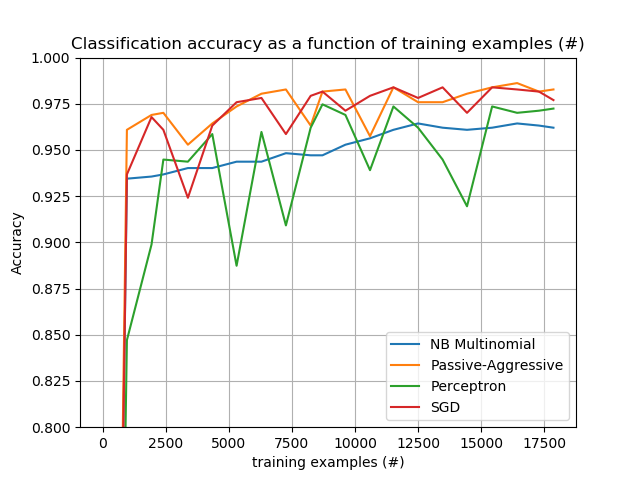 Classification accuracy as a function of training examples (#)
1.000
0.975
0.950
0.925
0.900
0.875
0.850
0.825
0.800
Accuracy
NB Multinomial
Passive-Aggressive
Perceptron
SGD
0 2500 5000 7500 10000 12500 15000 17500
training examples (#)